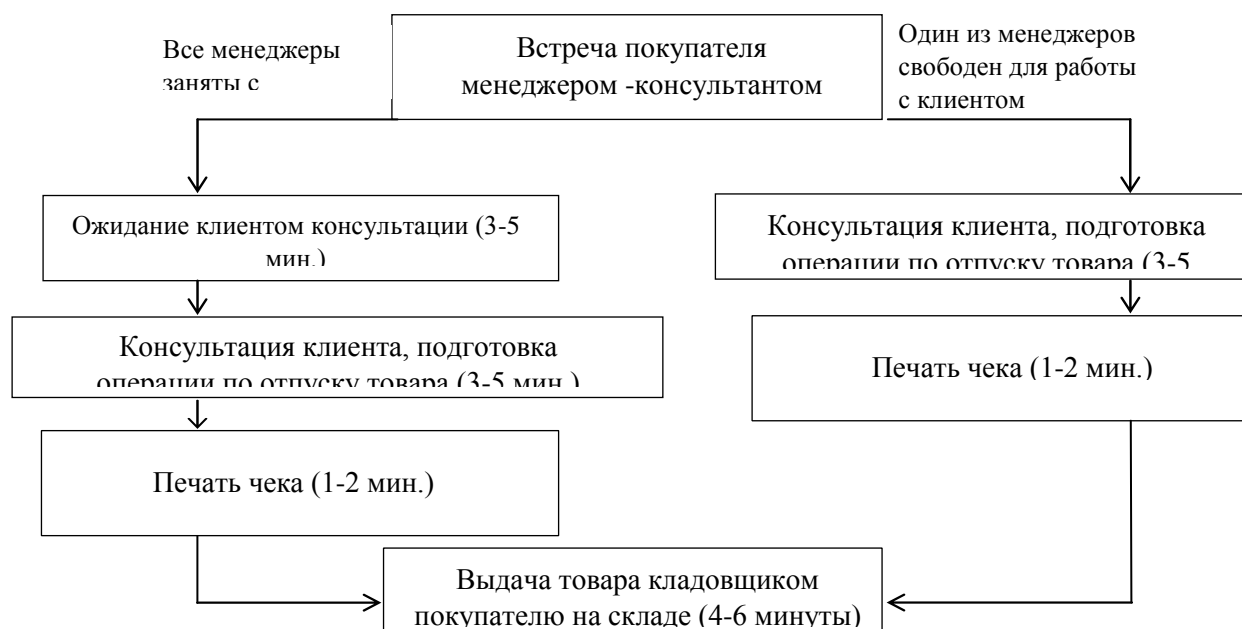 Все менеджеры
заняты с
Встреча покупателя
менеджером -консультантом
Один из менеджеров
свободен для работы
с клиентом
Ожидание клиентом консультации (3-5
мин.)
Консультация клиента, подготовка
операции по отпуску товара (3-5
Консультация клиента, подготовка
операции по отпуску товара (3-5 мин.)
Печать чека (1-2 мин.)
Печать чека (1-2 мин.)
Выдача товара кладовщиком
покупателю на складе (4-6 минуты)